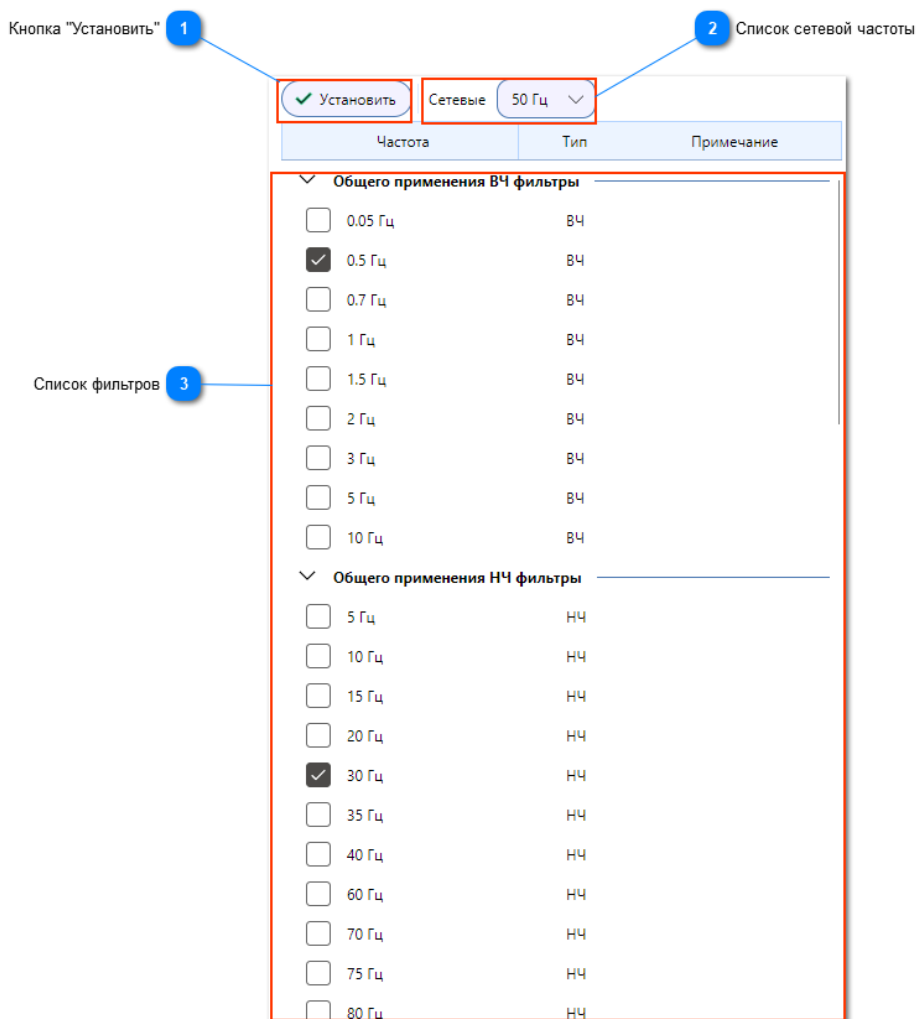 Кнопка "Установить" 1
2 Список сетевой частоты
Установить Сетевые 50 Гц
Частота Тип Примечание
Общего применения ВЧ фильтры
0.05 Гц ВЧ
0.5 Гц ВЧ
0.7 Гц ВЧ
1 Гц ВЧ
1.5 Гц ВЧ
Список фильтров 3
2 Гц ВЧ
3 Гц ВЧ
5 Гц ВЧ
10 Гц ВЧ
Общего применения НЧ фильтры
5 Гц НЧ
10 Гц НЧ
15 Гц НЧ
20 Гц НЧ
30 Гц НЧ
35 Гц НЧ
40 Гц НЧ
60 Гц НЧ
70 Гц НЧ
75 Гц НЧ
80 Гц НЧ